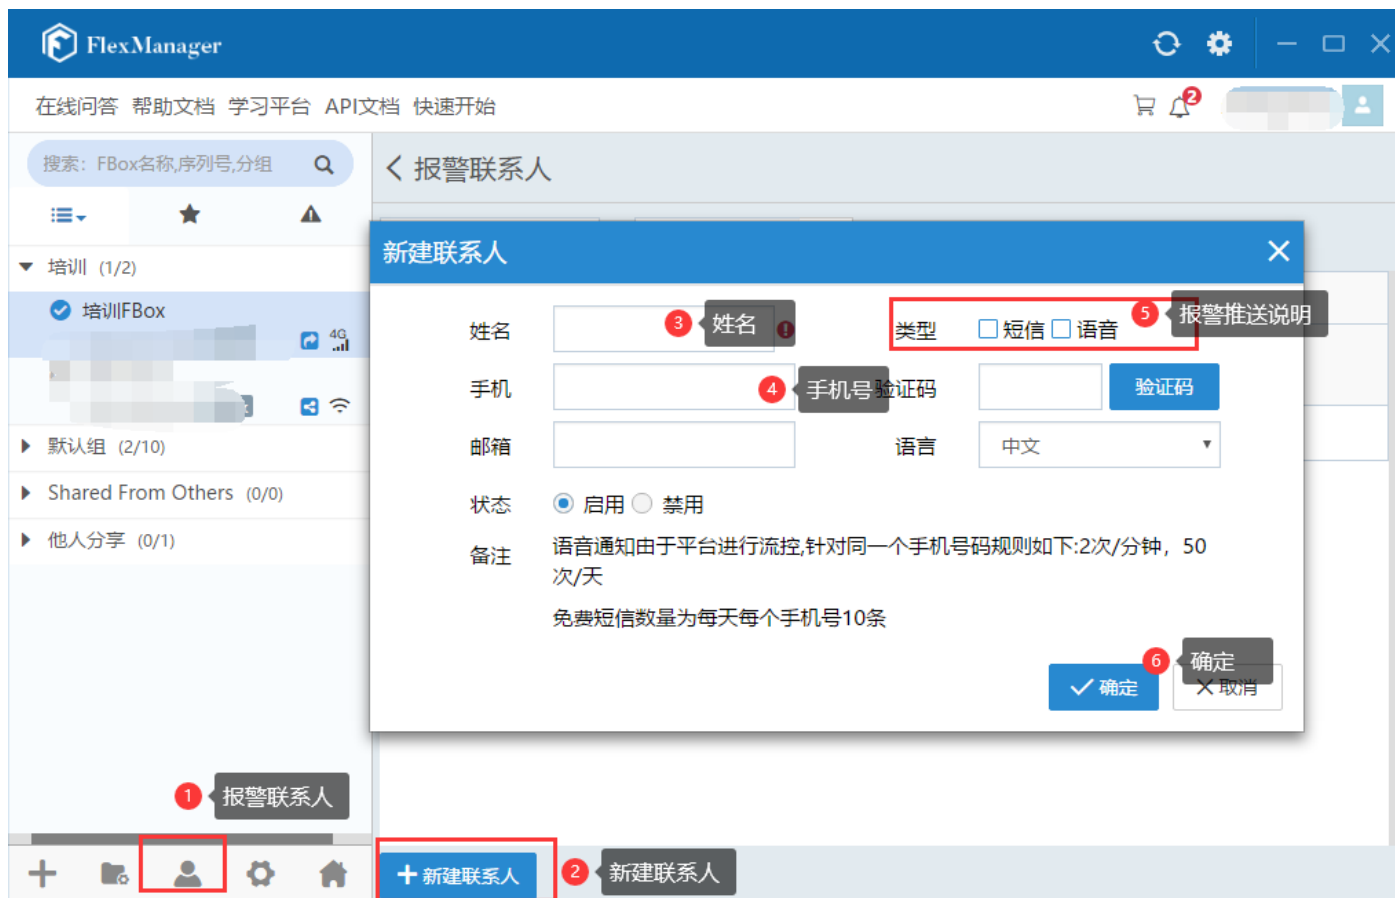 FlexManager
在线问答 帮助文档 学习平台 API文档 快速开始
2
搜索：FBox名称,序列号,分组
报警联系人
培训 (1/2)
培训FBox
4G
默认组 (2/10)
Shared From Others (0/0)
他人分享 (0/1)
新建联系人
姓名
3 姓名
类型
短信 语音
5 报警推送说明
手机
4 手机号
验证码
验证码
邮箱
语言
中文
状态
启用 禁用
备注
语音通知由于平台进行流控,针对同一个手机号码规则如下:2次/分钟，50
次/天
免费短信数量为每天每个手机号10条
6 确定
确定
取消
1 报警联系人
新建联系人
2 新建联系人